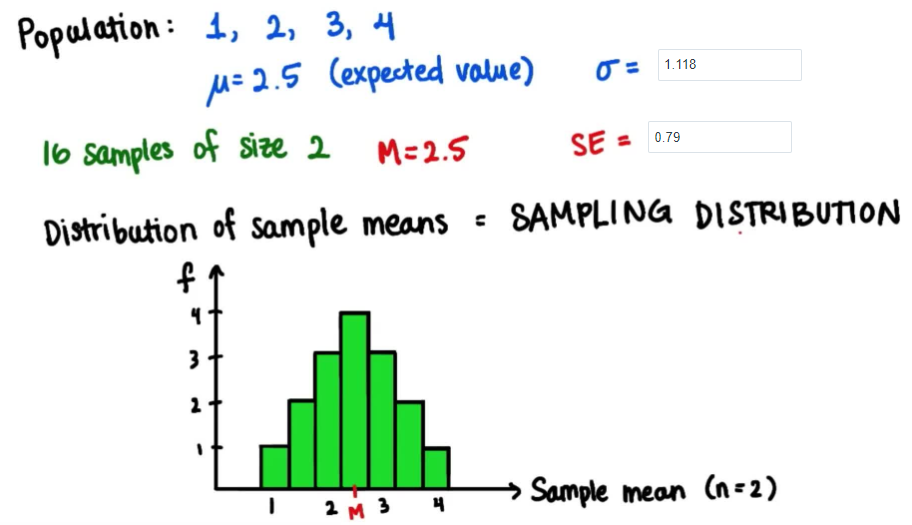 Population: 1, 2, 3, 4
μ = 2.5 (expected value) σ = 1.118
16 samples of size 2 M = 2.5 SE = 0.79
Distribution of sample means = SAMPLING DISTRIBUTION
f
4
3
2
1
1 2 M 3 4
Sample mean (n=2)